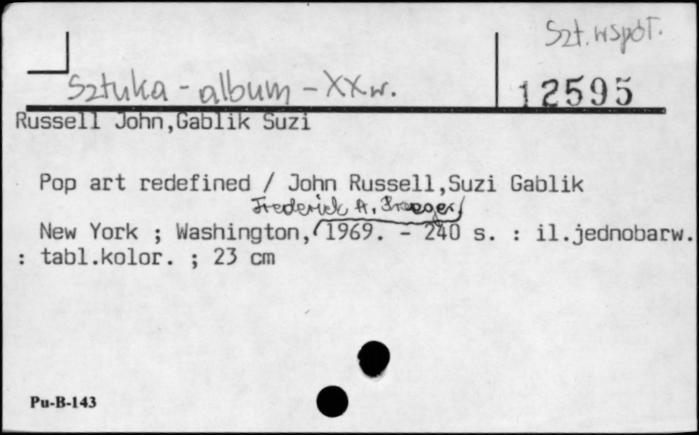 Szt. współ.
Sztuka - album - XX w.
12595
Russell John,Gablik Suzi
Pop art redefined / John Russell,Suzi Gablik
Frederick A. Praeger,
New York ; Washington, 1969. - 240 s. : il.jednobarw.
: tabl.kolor. ; 23 cm
Pu-B-143